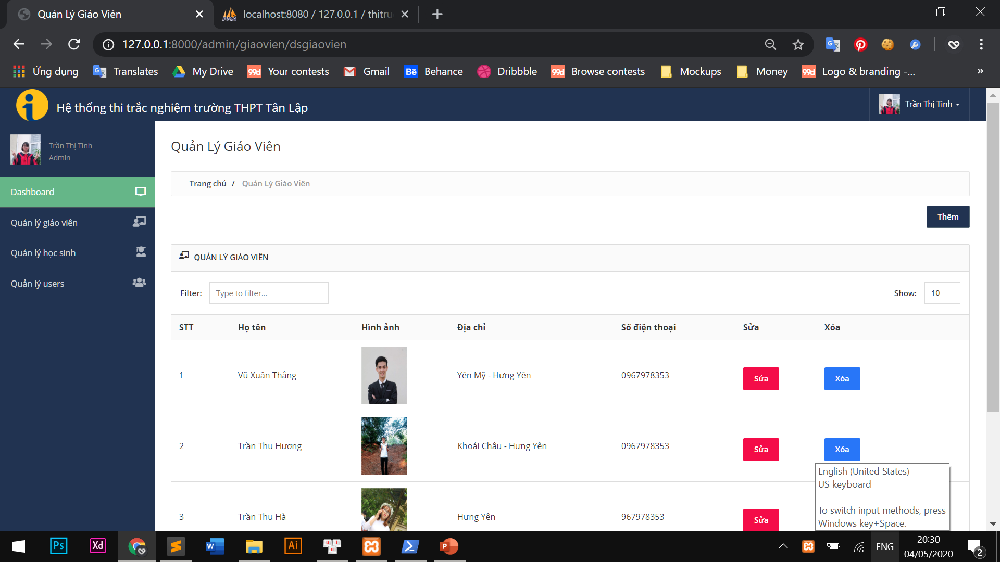 Quản Lý Giáo Viên
localhost:8080 / 127.0.0.1 / thitru
127.0.0.1:8000/admin/giaovien/dsgiaovien
Ứng dụng Translates My Drive Your contests Gmail Behance Dribbble Browse contests Mockups Money Logo & branding -... »
Hệ thống thi trắc nghiệm trường THPT Tân Lập
Trần Thị Tình
Trần Thị Tình
Admin
Dashboard
Quản lý giáo viên
Quản lý học sinh
Quản lý users
Quản Lý Giáo Viên
Trang chủ / Quản Lý Giáo Viên
Thêm
QUẢN LÝ GIÁO VIÊN
Filter: Type to filter... Show: 10
STT Họ tên Hình ảnh Địa chỉ Số điện thoại Sửa Xóa
1 Vũ Xuân Thắng Yên Mỹ - Hưng Yên 0967978353 Sửa Xóa
2 Trần Thu Hương Khoái Châu - Hưng Yên 0967978353 Sửa Xóa
3 Trần Thu Hà Hưng Yên 967978353 Sửa
English (United States)
US keyboard
To switch input methods, press
Windows key+Space.
ENG
20:30
04/05/2020
2